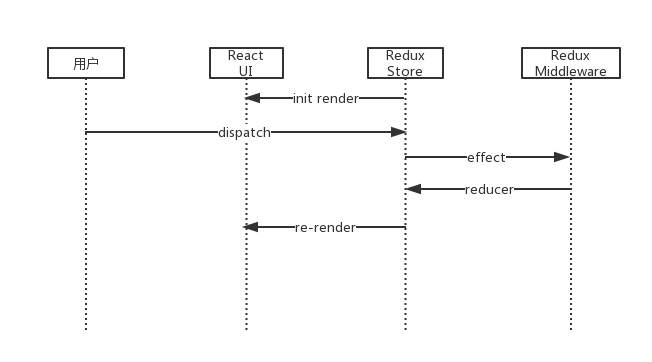 用户
React
UI
Redux
Store
Redux
Middleware
init render
dispatch
effect
reducer
re-render